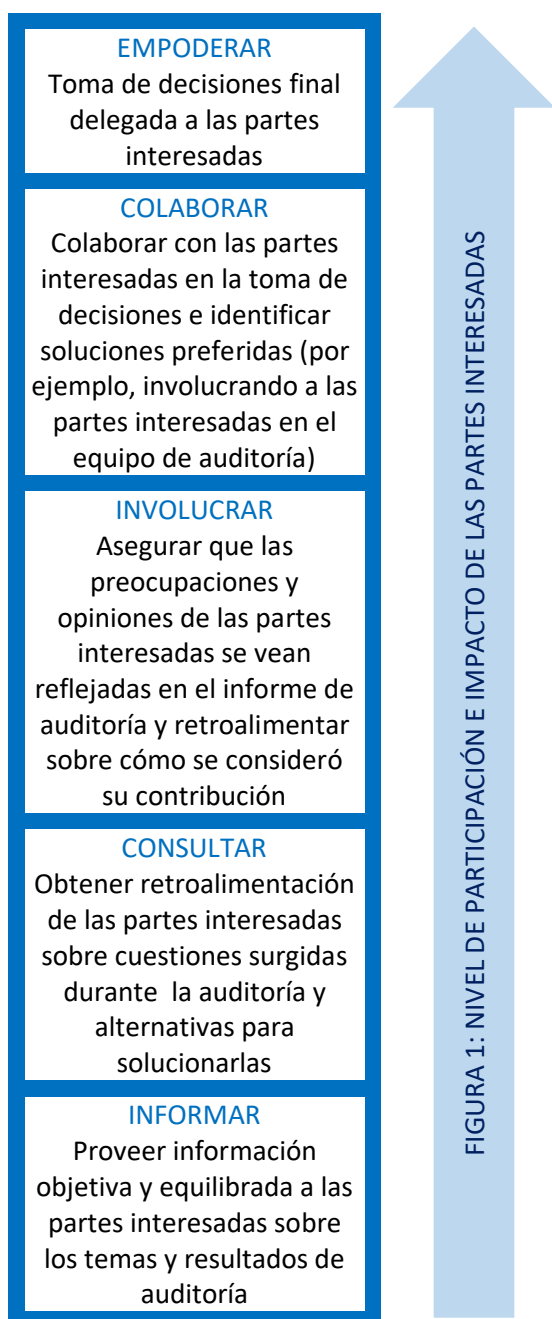 EMPODERAR
Toma de decisiones final
delegada a las partes
interesadas
COLABORAR
Colaborar con las partes
interesadas en la toma de
decisiones e identificar
soluciones preferidas (por
ejemplo, involucrando a las
partes interesadas en el
equipo de auditoría)
INVOLUCRAR
Asegurar que las
preocupaciones y
opiniones de las partes
interesadas se vean
reflejadas en el informe de
auditoría y retroalimentar
sobre cómo se consideró
su contribución
CONSULTAR
Obtener retroalimentación
de las partes interesadas
sobre cuestiones surgidas
durante  la auditoría y
alternativas para
solucionarlas
INFORMAR
Proveer información
objetiva y equilibrada a las
partes interesadas sobre
los temas y resultados de
auditoría
FIGURA 1: NIVEL DE PARTICIPACIÓN E IMPACTO DE LAS PARTES INTERESADAS